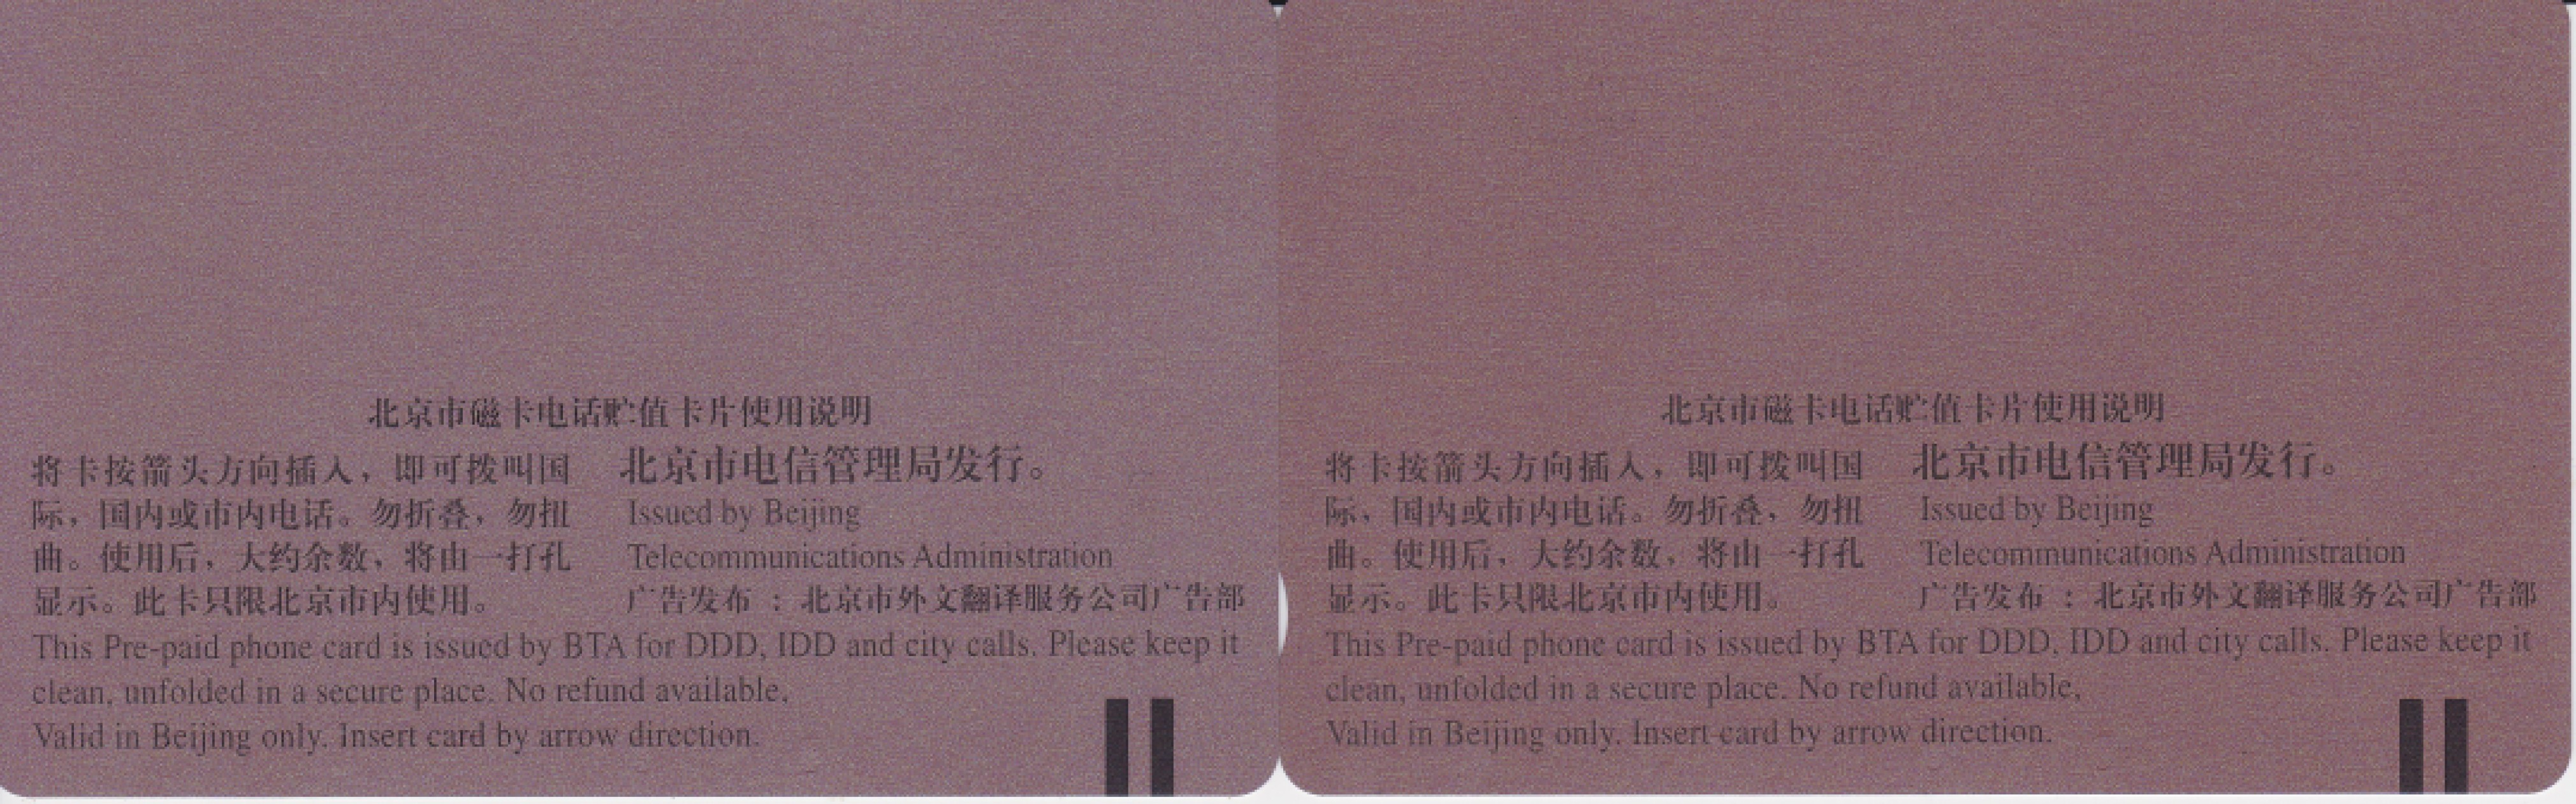 北京市磁卡电话贮值卡片使用说明
将卡按箭头方向插入，即可拨叫国
际，国内或市内电话。勿折叠，勿扭
曲。使用后，大约余数，将由一打孔
显示。此卡只限北京市内使用。
北京市电信管理局发行。
Issued by Beijing
Telecommunications Administration
广告发布：北京市外文翻译服务公司广告部
This Pre-paid phone card is issued by BTA for DDD, IDD and city calls. Please keep it
clean, unfolded in a secure place. No refund available,
Valid in Beijing only. Insert card by arrow direction.
北京市磁卡电话贮值卡片使用说明
将卡按箭头方向插入，即可拨叫国
际，国内或市内电话。勿折叠，勿扭
曲。使用后，大约余数，将由一打孔
显示。此卡只限北京市内使用。
北京市电信管理局发行。
Issued by Beijing
Telecommunications Administration
广告发布：北京市外文翻译服务公司广告部
This Pre-paid phone card is issued by BTA for DDD, IDD and city calls. Please keep it
clean, unfolded in a secure place. No refund available,
Valid in Beijing only. Insert card by arrow direction.